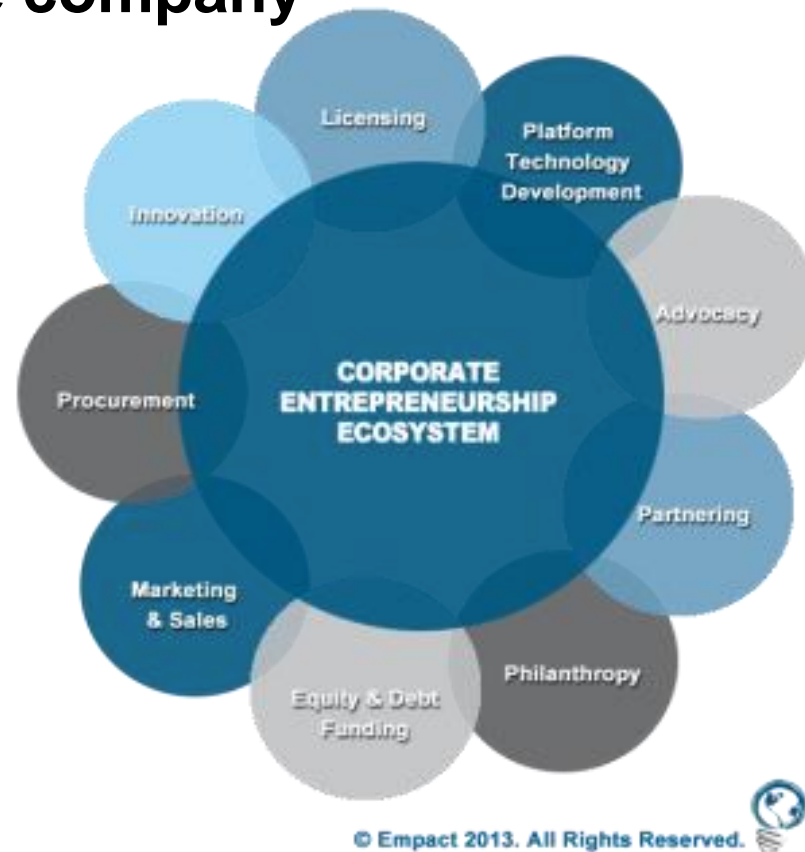 company
Licensing
Platform
Technology
Development
Innovation
Advocacy
CORPORATE
ENTREPRENEURSHIP
ECOSYSTEM
Procurement
Partnering
Marketing
& Sales
Philanthropy
Equity & Debt
Funding
© Empact 2013. All Rights Reserved.